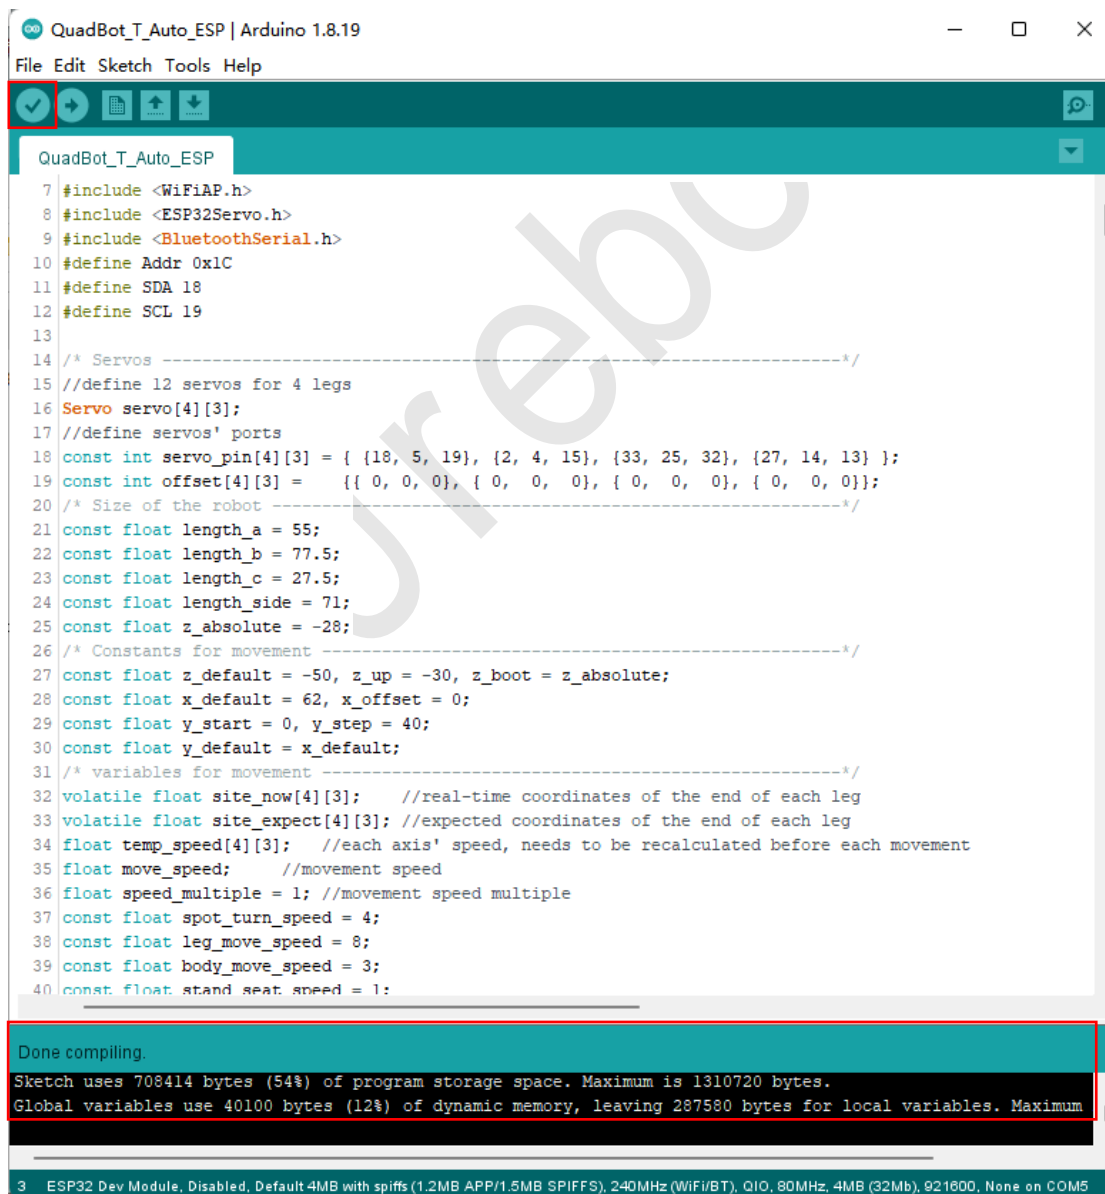 QuadBot_T_Auto_ESP | Arduino 1.8.19
File Edit Sketch Tools Help
QuadBot_T_Auto_ESP
7 #include <WiFiAP.h>
8 #include <ESP32Servo.h>
9 #include <BluetoothSerial.h>
10 #define Addr 0x1C
11 #define SDA 18
12 #define SCL 19
13
14 /* Servos --------------------------------------------------------------------*/
15 //define 12 servos for 4 legs
16 Servo servo[4][3];
17 //define servos' ports
18 const int servo_pin[4][3] = { {18, 5, 19}, {2, 4, 15}, {33, 25, 32}, {27, 14, 13} };
19 const int offset[4][3] =    {{ 0, 0, 0}, { 0,  0,  0}, { 0,  0,  0}, { 0,  0, 0}};
20 /* Size of the robot ---------------------------------------------------------*/
21 const float length_a = 55;
22 const float length_b = 77.5;
23 const float length_c = 27.5;
24 const float length_side = 71;
25 const float z_absolute = -28;
26 /* Constants for movement ----------------------------------------------------*/
27 const float z_default = -50, z_up = -30, z_boot = z_absolute;
28 const float x_default = 62, x_offset = 0;
29 const float y_start = 0, y_step = 40;
30 const float y_default = x_default;
31 /* variables for movement ----------------------------------------------------*/
32 volatile float site_now[4][3];    //real-time coordinates of the end of each leg
33 volatile float site_expect[4][3]; //expected coordinates of the end of each leg
34 float temp_speed[4][3];   //each axis' speed, needs to be recalculated before each movement
35 float move_speed;     //movement speed
36 float speed_multiple = 1; //movement speed multiple
37 const float spot_turn_speed = 4;
38 const float leg_move_speed = 8;
39 const float body_move_speed = 3;
40 const float stand_seat_speed = 1;
Done compiling.
Sketch uses 708414 bytes (54%) of program storage space. Maximum is 1310720 bytes.
Global variables use 40100 bytes (12%) of dynamic memory, leaving 287580 bytes for local variables. Maximum
3 ESP32 Dev Module, Disabled, Default 4MB with spiffs (1.2MB APP/1.5MB SPIFFS), 240MHz (WiFi/BT), QIO, 80MHz, 4MB (32Mb), 921600, None on COM5